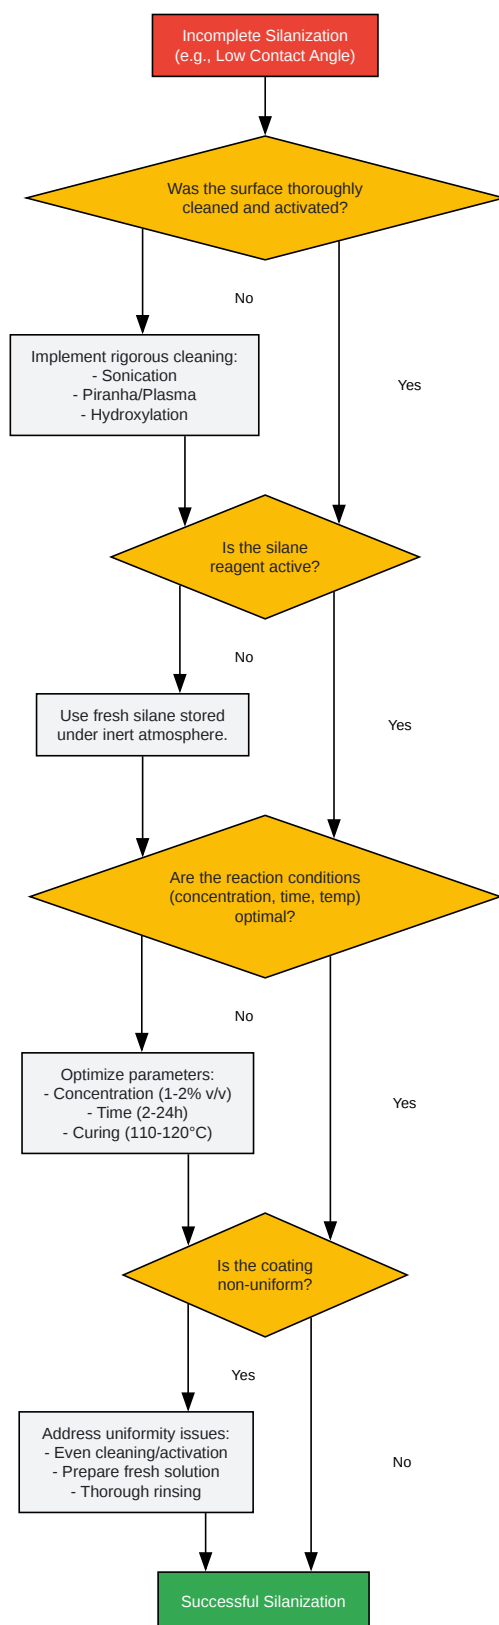 Incomplete Silanization
(e.g., Low Contact Angle)
Was the surface thoroughly
cleaned and activated?
No
Implement rigorous cleaning:
- Sonication
- Piranha/Plasma
- Hydroxylation
Yes
Is the silane
reagent active?
No
Use fresh silane stored
under inert atmosphere.
Yes
Are the reaction conditions
(concentration, time, temp)
optimal?
No
Optimize parameters:
- Concentration (1-2% v/v)
- Time (2-24h)
- Curing (110-120°C)
Yes
Is the coating
non-uniform?
Yes
Address uniformity issues:
- Even cleaning/activation
- Prepare fresh solution
- Thorough rinsing
No
Successful Silanization